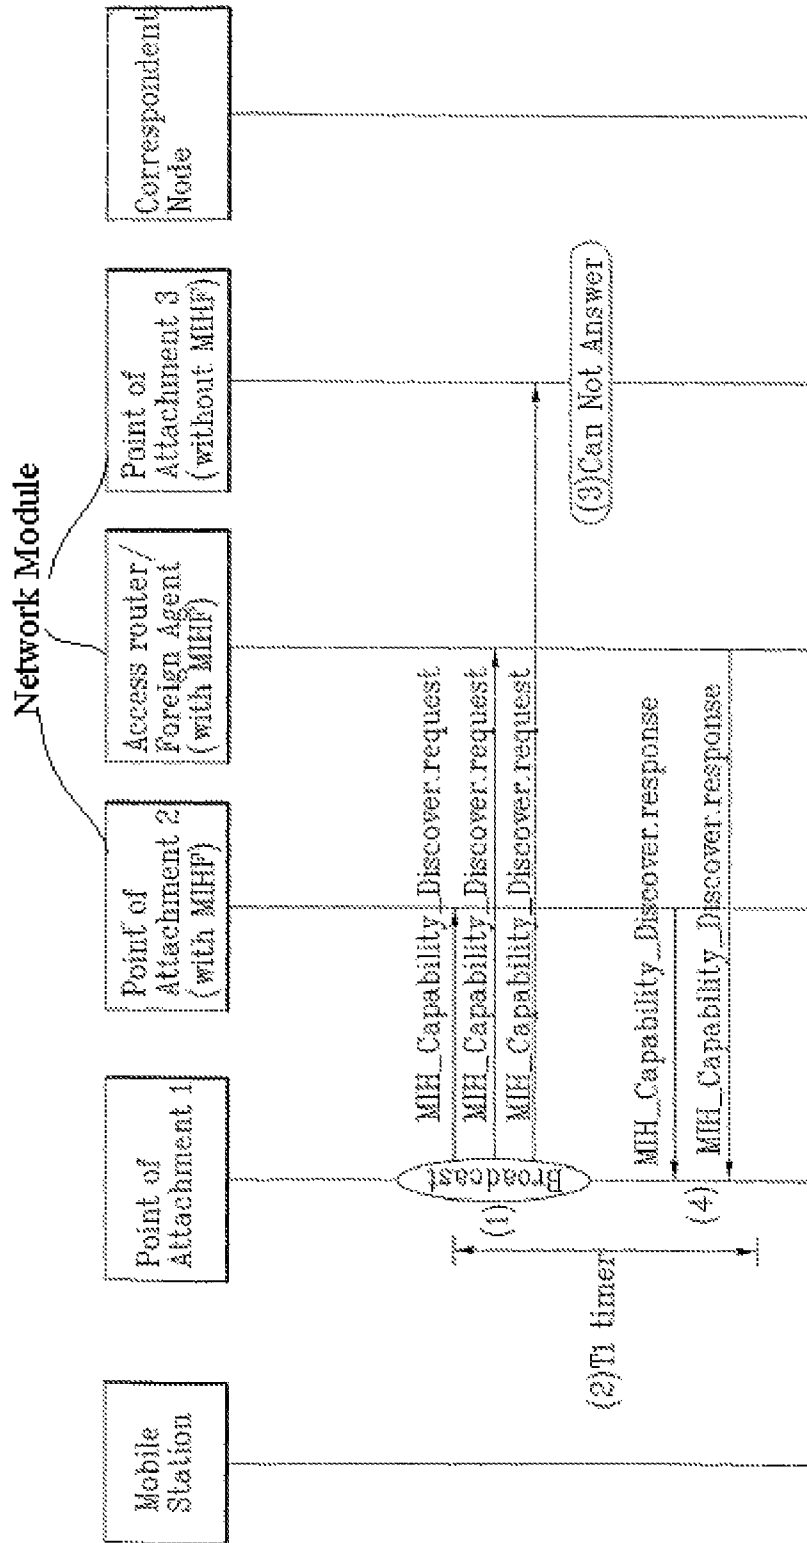 Network Module
Mobile
Station
Point of
Attachment 1
Point of
Attachment 2
(with MIHF)
Access router/
Foreign Agent
(with MIHF)
Point of
Attachment 3
(without MIHF)
Correspondent
Node
Broadcast
(1)
MIH_Capability_Discover.request
MIH_Capability_Discover.request
MIH_Capability_Discover.request
(2)T1 timer
((3)Can Not Answer
MIH_Capability_Discover.response
(4)
MIH_Capability_Discover.response